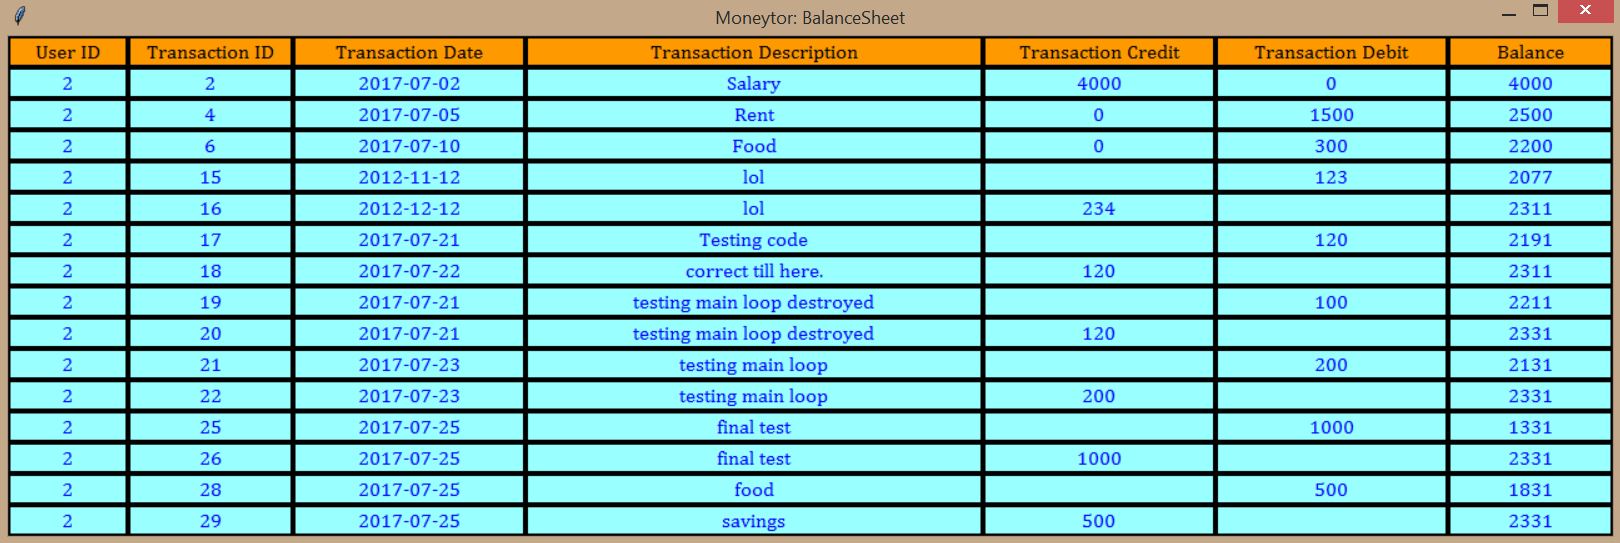 Moneytor: BalanceSheet
User ID Transaction ID Transaction Date Transaction Description Transaction Credit Transaction Debit Balance
2 2 2017-07-02 Salary 4000 0 4000
2 4 2017-07-05 Rent 0 1500 2500
2 6 2017-07-10 Food 0 300 2200
2 15 2012-11-12 lol 123 2077
2 16 2012-12-12 lol 234 2311
2 17 2017-07-21 Testing code 120 2191
2 18 2017-07-22 correct till here. 120 2311
2 19 2017-07-21 testing main loop destroyed 100 2211
2 20 2017-07-21 testing main loop destroyed 120 2331
2 21 2017-07-23 testing main loop 200 2131
2 22 2017-07-23 testing main loop 200 2331
2 25 2017-07-25 final test 1000 1331
2 26 2017-07-25 final test 1000 2331
2 28 2017-07-25 food 500 1831
2 29 2017-07-25 savings 500 2331